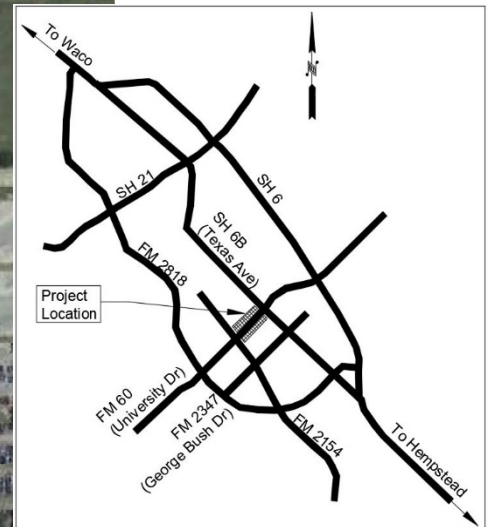 To Waco
N
SH 21
SH 6
SH 6B
(Texas Ave)
FM 2818
Project
Location
FM 60
(University Dr)
FM 2347
(George Bush Dr)
FM 2154
To Hempstead